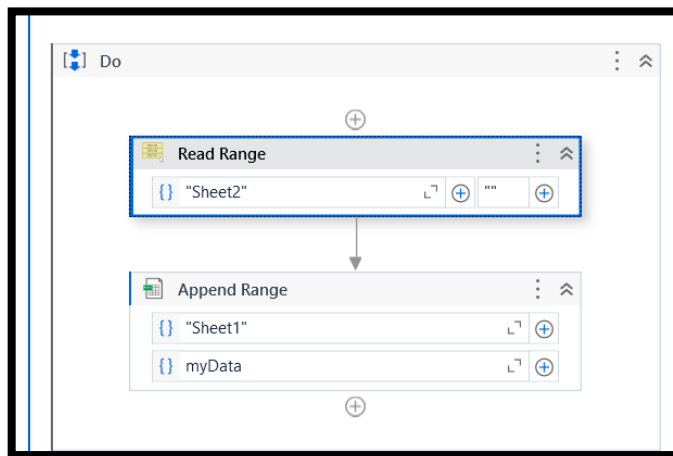 Do
Read Range
{} "Sheet2" ""
Append Range
{} "Sheet1"
{} myData